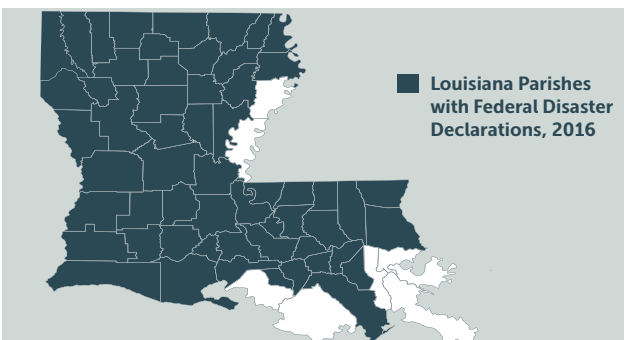 Louisiana Parishes
with Federal Disaster
Declarations, 2016